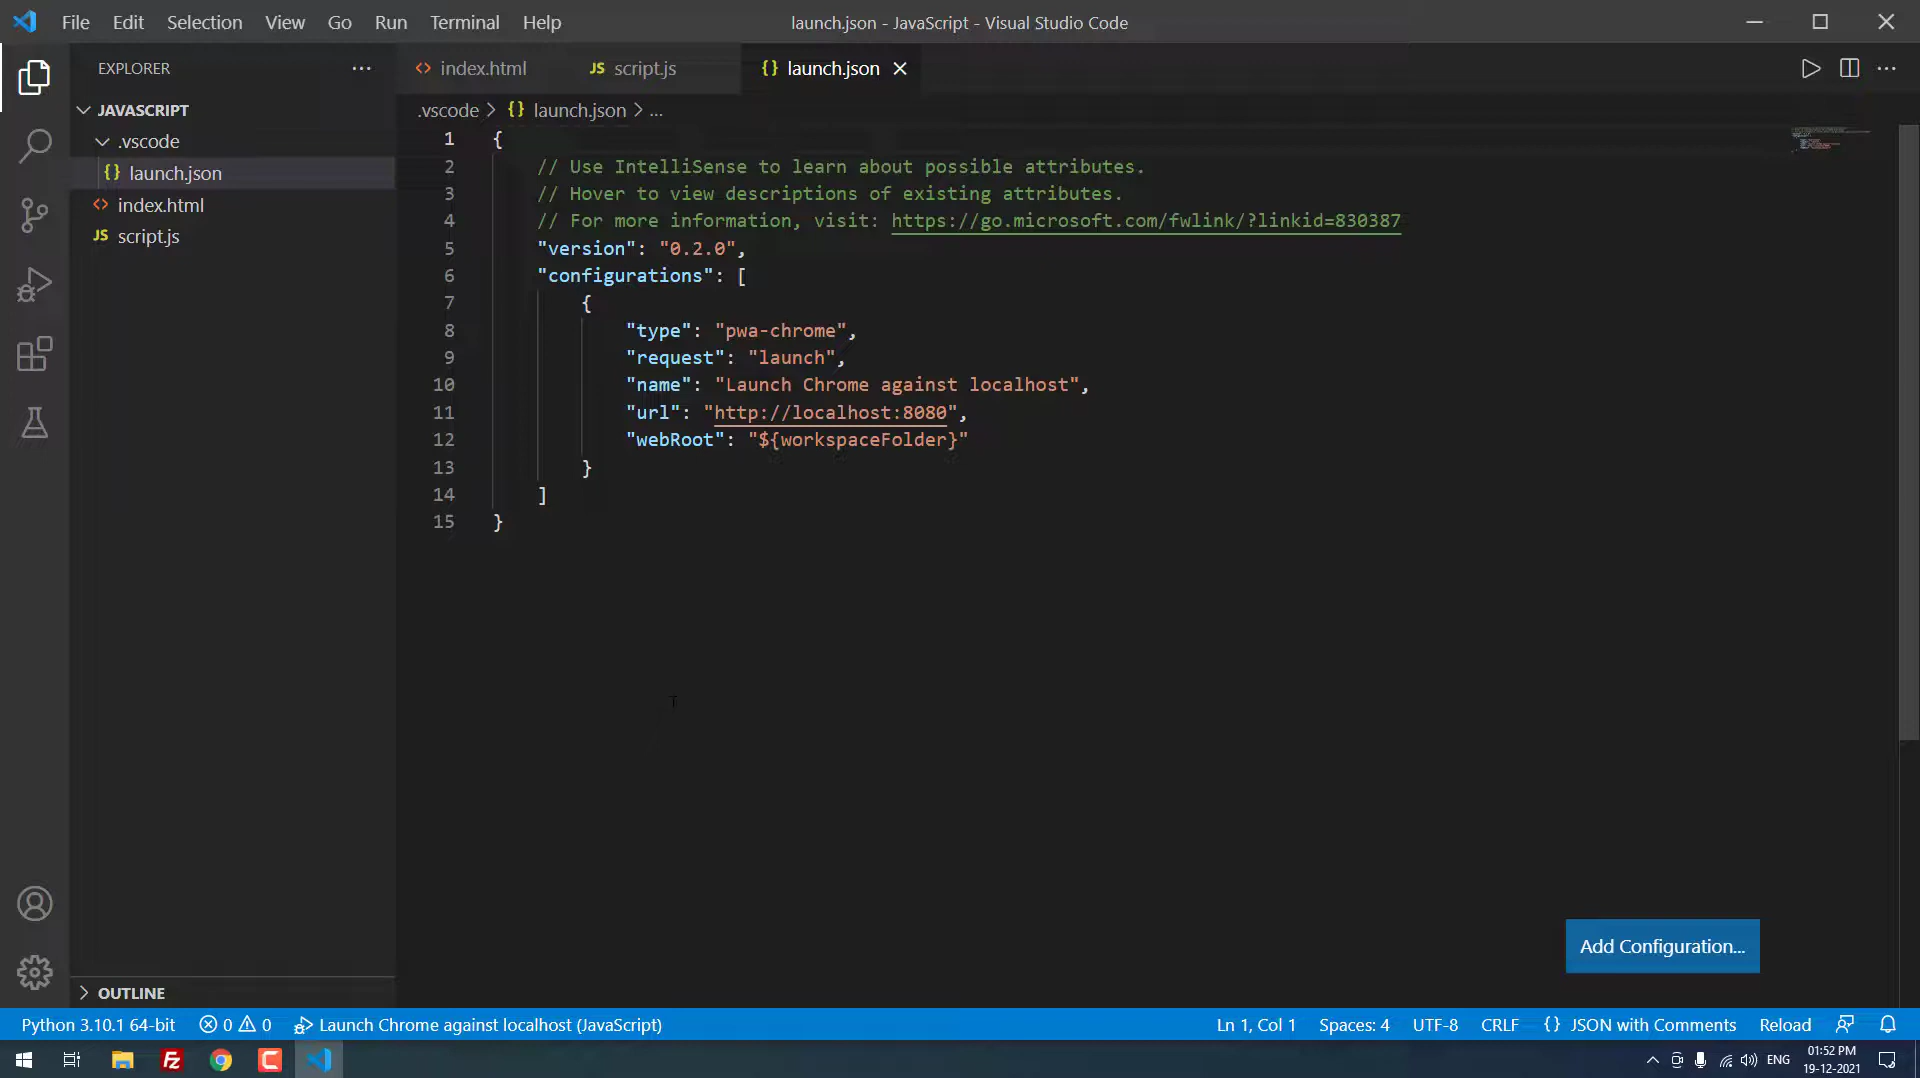 File Edit Selection View Go Run Terminal Help
launch.json - JavaScript - Visual Studio Code
EXPLORER
index.html
JS script.js
{} launch.json
JAVASCRIPT
.vscode
{} launch.json
index.html
JS script.js
.vscode > {} launch.json > ...
1 {
2 // Use IntelliSense to learn about possible attributes.
3 // Hover to view descriptions of existing attributes.
4 // For more information, visit: https://go.microsoft.com/fwlink/?linkid=830387
5 "version": "0.2.0",
6 "configurations": [
7 {
8 "type": "pwa-chrome",
9 "request": "launch",
10 "name": "Launch Chrome against localhost",
11 "url": "http://localhost:8080",
12 "webRoot": "${workspaceFolder}"
13 }
14 ]
15 }
Add Configuration...
OUTLINE
Python 3.10.1 64-bit 0 0 Launch Chrome against localhost (JavaScript) Ln 1, Col 1 Spaces: 4 UTF-8 CRLF {} JSON with Comments Reload
Fz C ENG 01:52 PM
19-12-2021